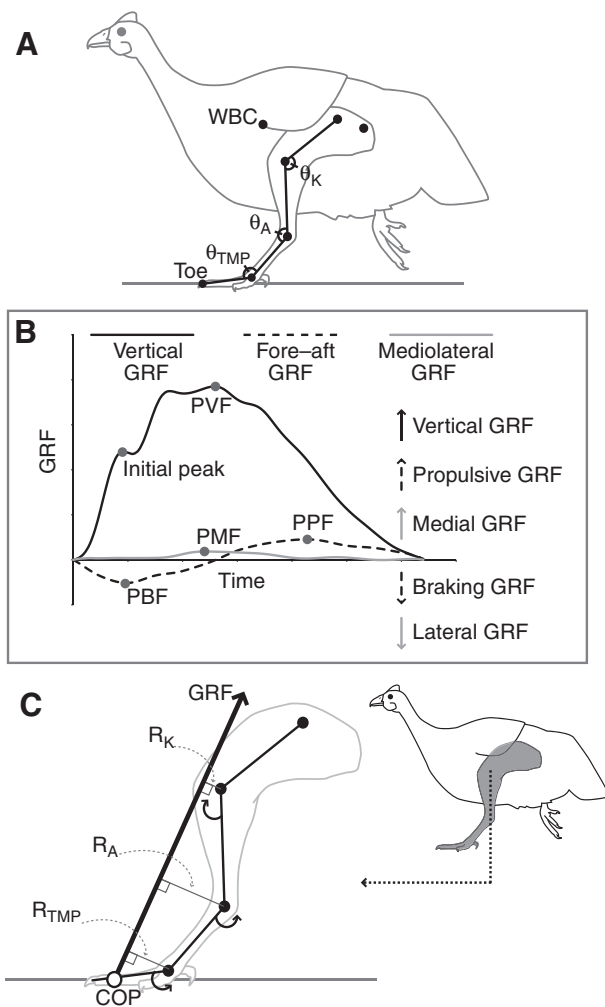 A
WBC
θK
θA
θTMP
Toe
B
Vertical GRF
Fore–aft GRF
Mediolateral GRF
GRF
PVF
Initial peak
PMF
PPF
PBF
Time
Vertical GRF
Propulsive GRF
Medial GRF
Braking GRF
Lateral GRF
C
GRF
RK
RA
RTMP
COP